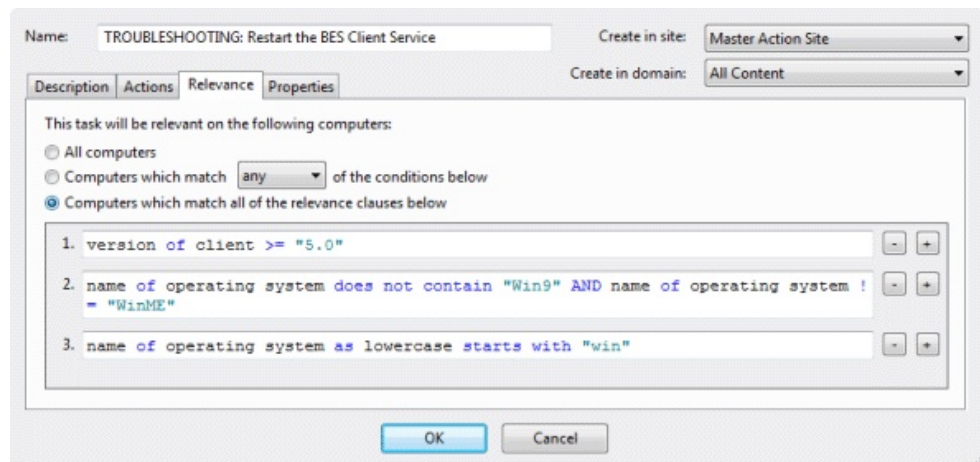 Name: TROUBLESHOOTING: Restart the BES Client Service Create in site: Master Action Site
Create in domain: All Content
Description Actions Relevance Properties
This task will be relevant on the following computers:
All computers
Computers which match any of the conditions below
Computers which match all of the relevance clauses below
1. version of client >= "5.0" - +
2. name of operating system does not contain "Win9" AND name of operating system ! - +
= "WinME"
3. name of operating system as lowercase starts with "win" - +
OK Cancel